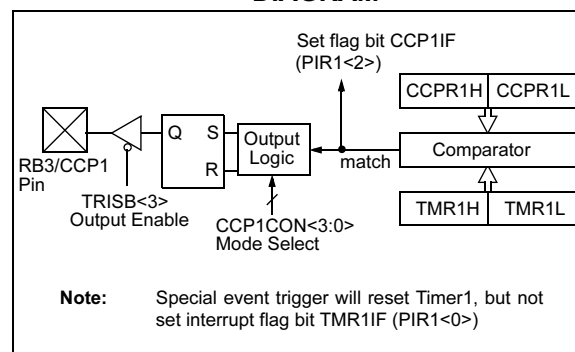 Set flag bit CCP1IF
(PIR1<2>)
CCPR1H CCPR1L
Q S Output
Logic
R
match
Comparator
RB3/CCP1
Pin
TRISB<3>
Output Enable
CCP1CON<3:0>
Mode Select
TMR1H TMR1L
Note: Special event trigger will reset Timer1, but not
set interrupt flag bit TMR1IF (PIR1<0>)